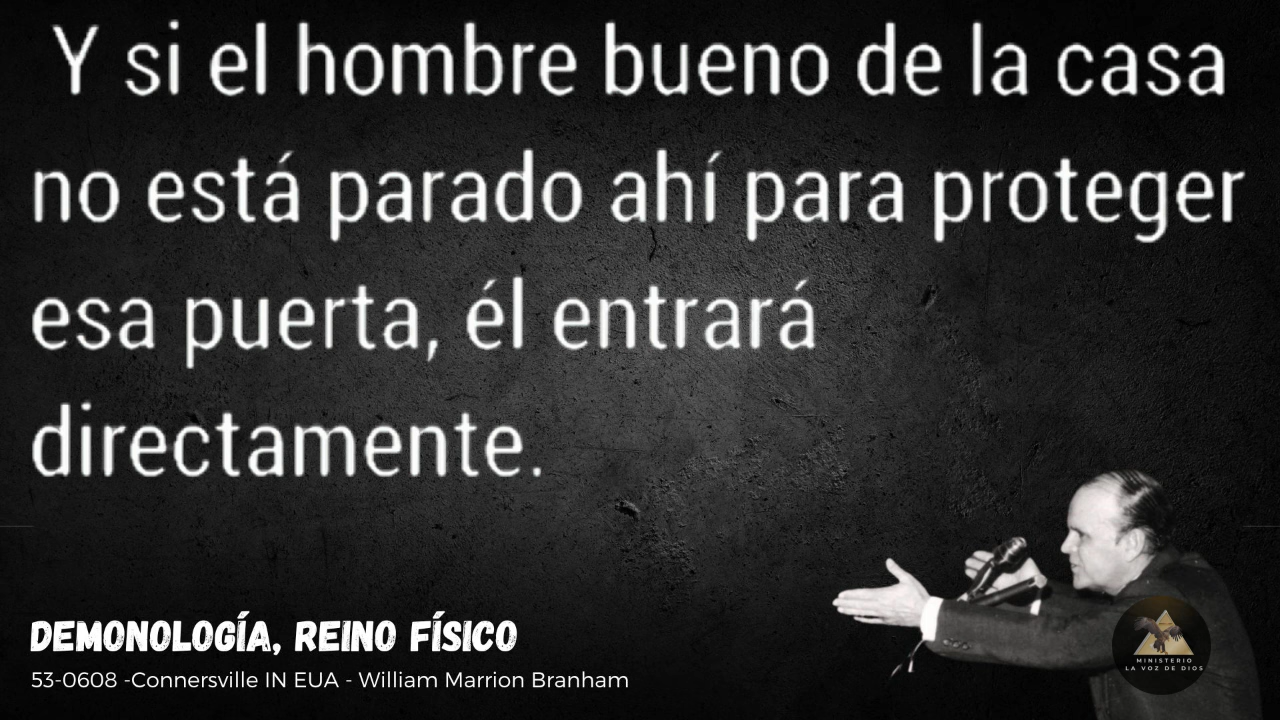 Y si el hombre bueno de la casa
no está parado ahí para proteger
esa puerta, él entrará
directamente.
DEMONOLOGÍA, REINO FÍSICO
53-0608 -Connersville IN EUA - William Marrion Branham
MINISTERIO
LA VOZ DE DIOS